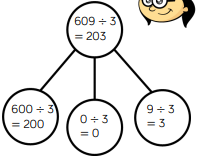 609 ÷ 3
= 203
600 ÷ 3
= 200
0 ÷ 3
= 0
9 ÷ 3
= 3